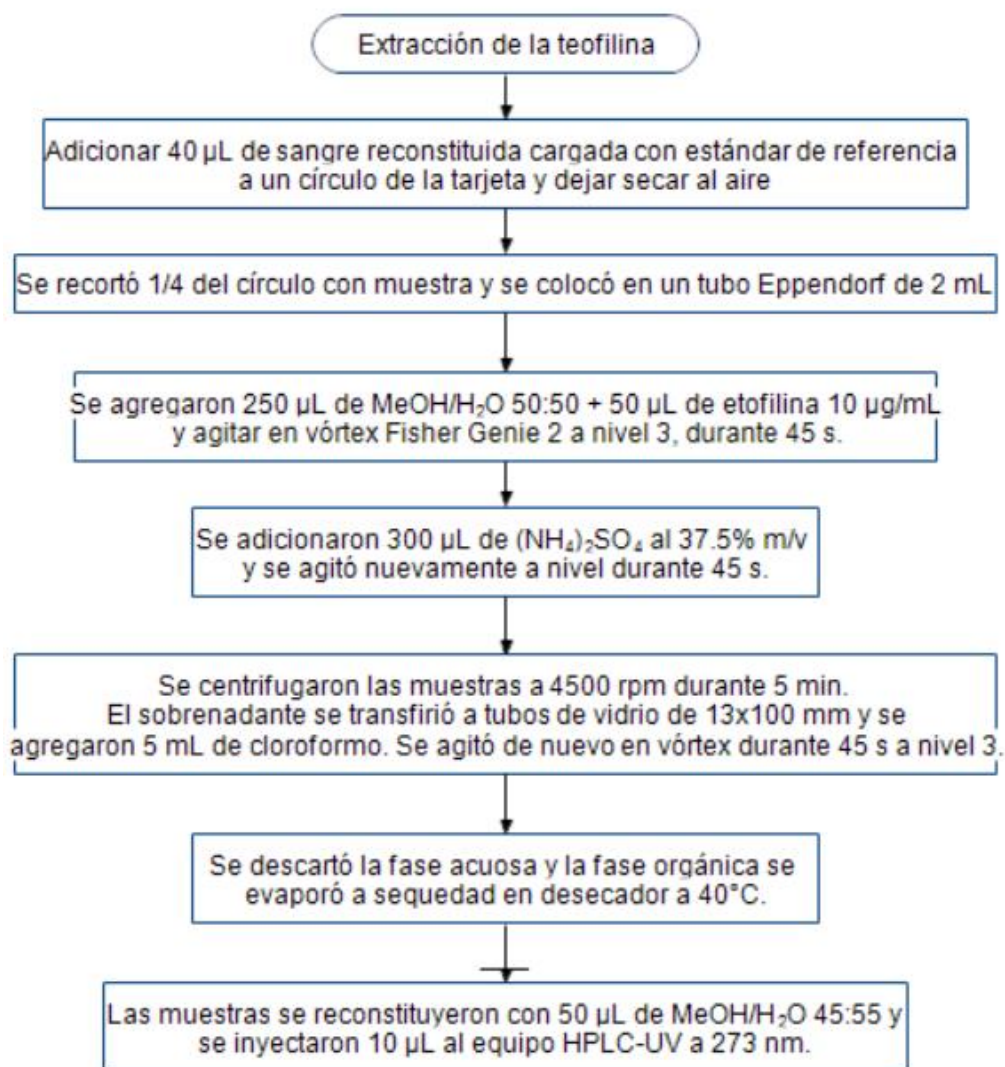 Extracción de la teofilina
Adicionar 40 µL de sangre reconstituida cargada con estándar de referencia
a un círculo de la tarjeta y dejar secar al aire
Se recortó 1/4 del círculo con muestra y se colocó en un tubo Eppendorf de 2 mL
Se agregaron 250 µL de MeOH/H₂O 50:50 + 50 µL de etofilina 10 µg/mL
y agitar en vórtex Fisher Genie 2 a nivel 3, durante 45 s.
Se adicionaron 300 µL de (NH₄)₂SO₄ al 37.5% m/v
y se agitó nuevamente a nivel durante 45 s.
Se centrifugaron las muestras a 4500 rpm durante 5 min.
El sobrenadante se transfirió a tubos de vidrio de 13x100 mm y se
agregaron 5 mL de cloroformo. Se agitó de nuevo en vórtex durante 45 s a nivel 3.
Se descartó la fase acuosa y la fase orgánica se
evaporó a sequedad en desecador a 40°C.
Las muestras se reconstituyeron con 50 µL de MeOH/H₂O 45:55 y
se inyectaron 10 µL al equipo HPLC-UV a 273 nm.